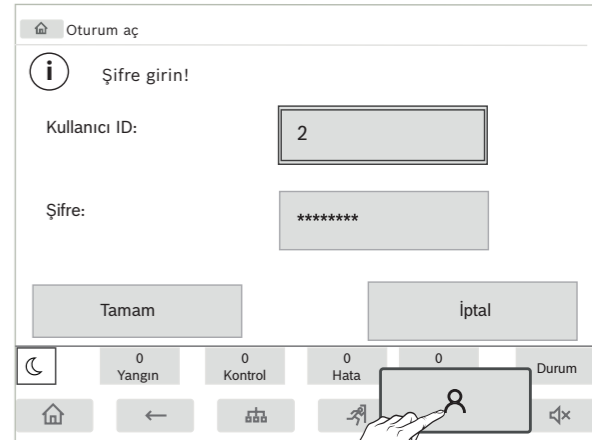 Oturum aç
i
Şifre girin!
Kullanıcı ID:
2
Şifre:
********
Tamam
İptal
0 0 0 0
Yangın Kontrol Hata Durum